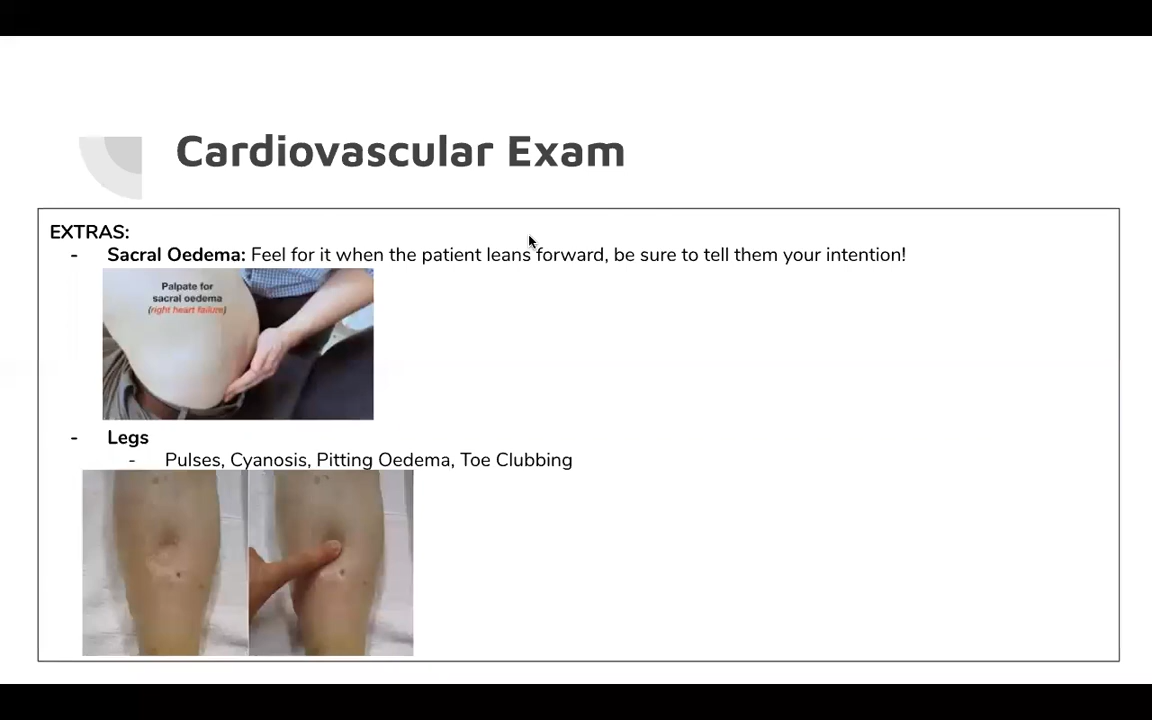 Cardiovascular Exam
EXTRAS:
- Sacral Oedema: Feel for it when the patient leans forward, be sure to tell them your intention!
Palpate for
sacral oedema
(right heart failure)
- Legs
- Pulses, Cyanosis, Pitting Oedema, Toe Clubbing